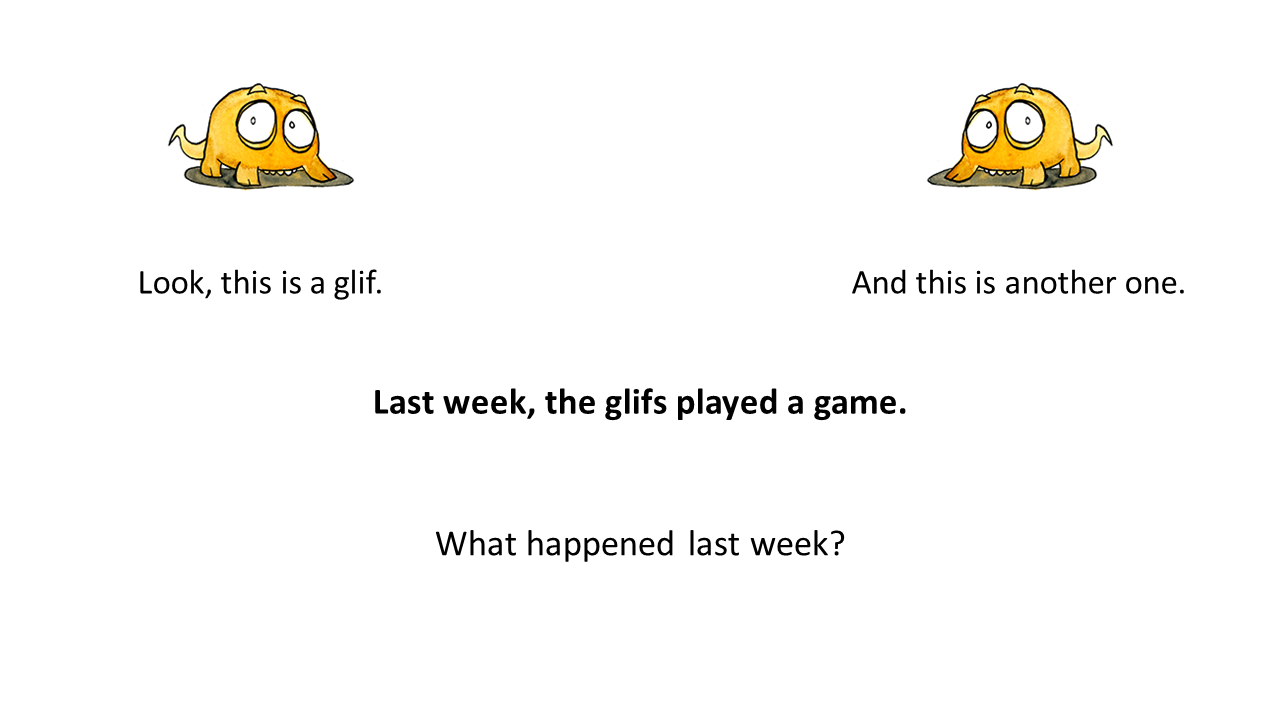 Look, this is a glif.
And this is another one.
Last week, the glifs played a game.
What happened last week?